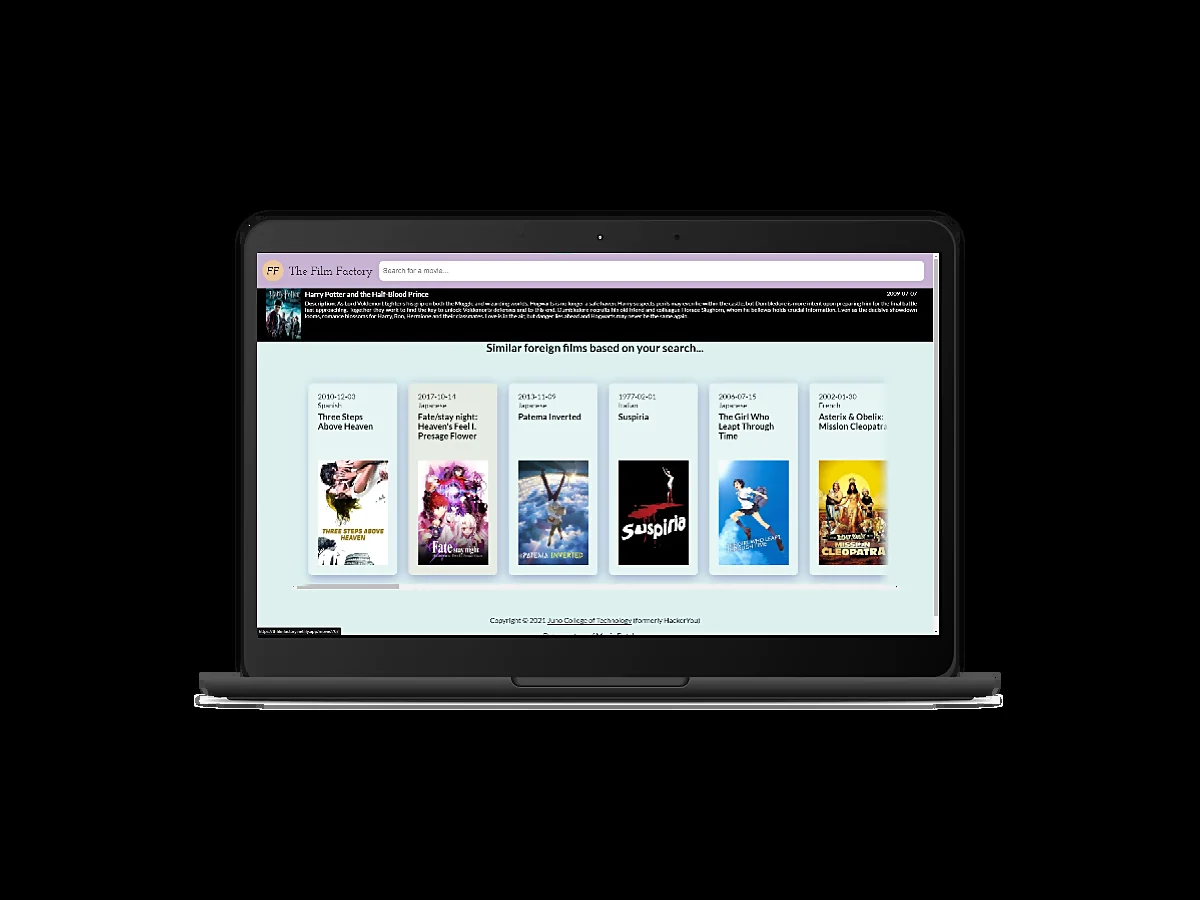 FF The Film Factory Search for a movie...
Harry Potter and the Half-Blood Prince 2009-07-07
Description: As Lord Voldemort tightens his grip on both the Muggle and wizarding worlds, Hogwarts is no longer a safe haven. Harry suspects perils may even lie within the castle, but Dumbledore is more intent upon preparing him for the final battle
fast approaching. Together they work to find the key to unlock Voldemorts defenses and to this end, Dumbledore recruits his old friend and colleague Horace Slughorn, whom he believes holds crucial information. Even as the decisive showdown
looms, romance blossoms for Harry, Ron, Hermione and their classmates. Love is in the air, but danger lies ahead and Hogwarts may never be the same again.
Similar foreign films based on your search...
2010-12-03
Spanish
Three Steps
Above Heaven
THREE STEPS ABOVE
HEAVEN
2017-10-14
Japanese
Fate/stay night:
Heaven's Feel I.
Presage Flower
Fate stay night
2013-11-09
Japanese
Patema Inverted
PATEMA INVERTED
1977-02-01
Italian
Suspiria
Suspiria
2006-07-15
Japanese
The Girl Who
Leapt Through
Time
2002-01-30
French
Asterix & Obelix:
Mission Cleopatra
MISSION
CLEOPATRA
Copyright © 2021 Juno College of Technology (formerly HackerYou)